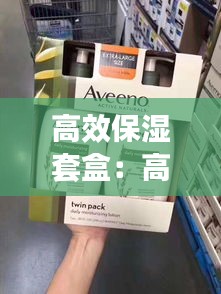 EXTRA-LARGE
SIZE
Aveeno
ACTIVE NATURALS
高效保湿
套盒：高
twin pack
daily moisturizing lotion